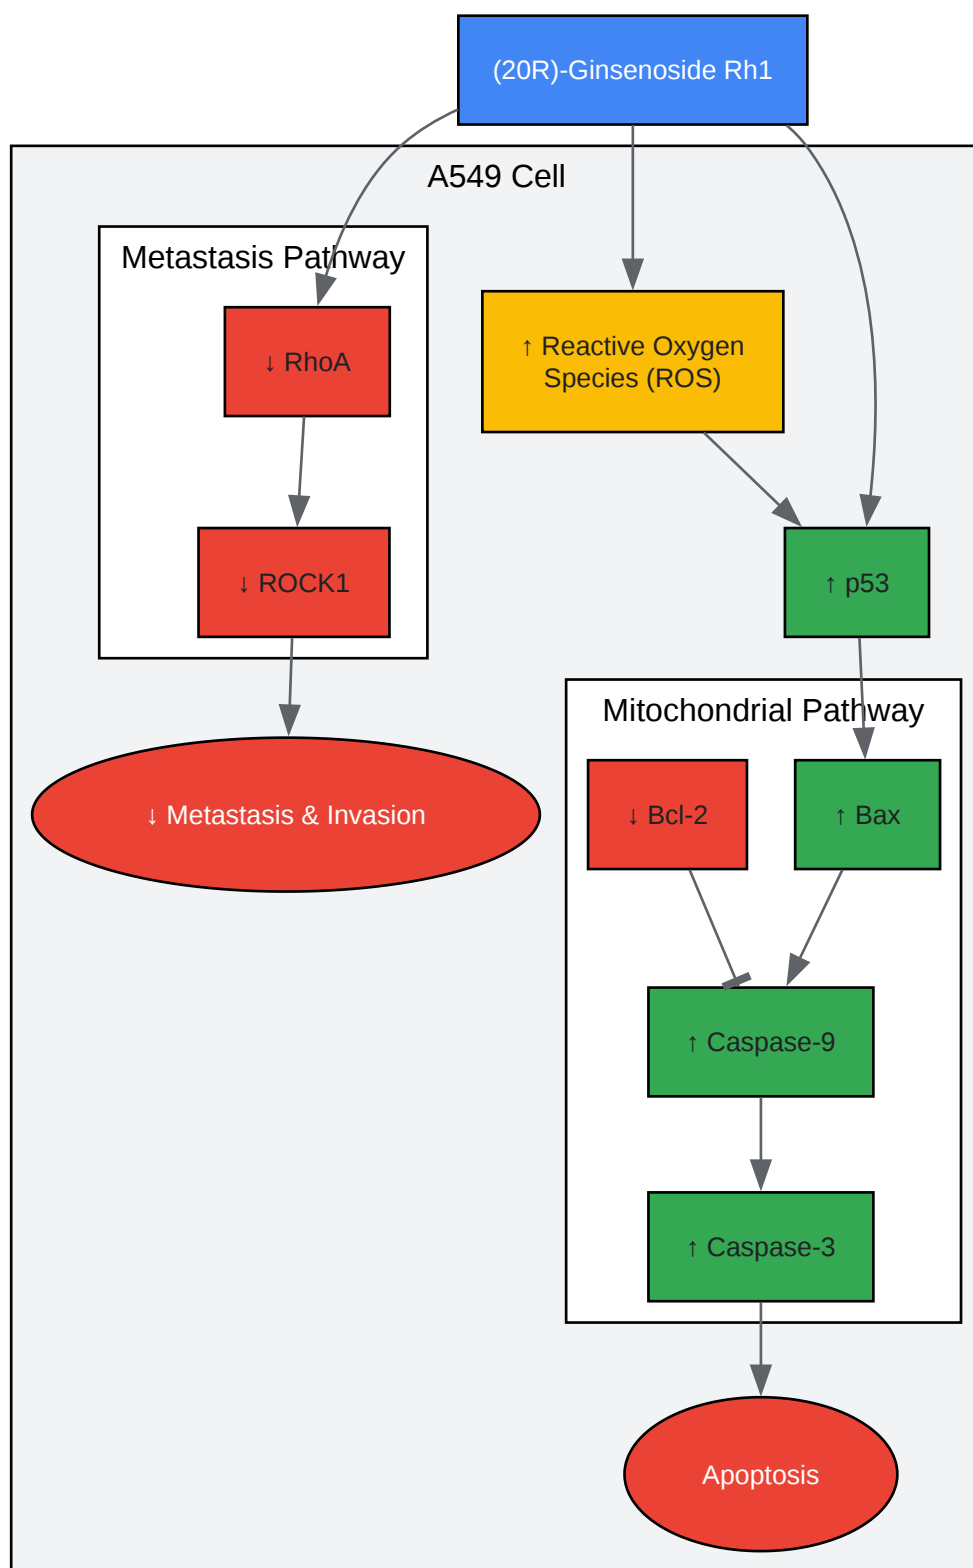 (20R)-Ginsenoside Rh1
A549 Cell
Metastasis Pathway
↓ RhoA
↑ Reactive Oxygen
Species (ROS)
↓ ROCK1
↑ p53
Mitochondrial Pathway
↓ Metastasis & Invasion
↓ Bcl-2
↑ Bax
↑ Caspase-9
↑ Caspase-3
Apoptosis